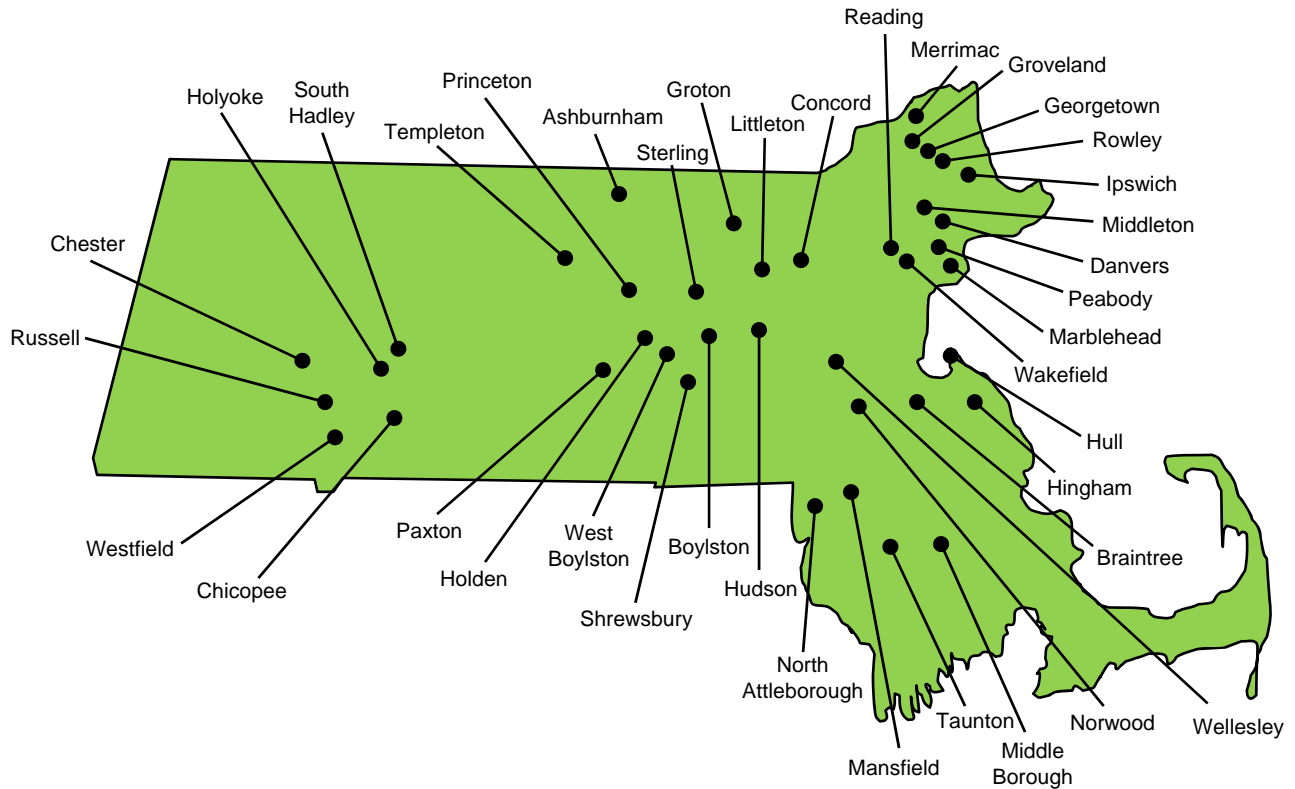 Reading
Merrimac
Groveland
Georgetown
Rowley
Ipswich
Middleton
Danvers
Peabody
Marblehead
Wakefield
Hull
Hingham
Braintree
Wellesley
Norwood
Middle
Borough
Taunton
Mansfield
North
Attleborough
Hudson
Boylston
Shrewsbury
West
Boylston
Holden
Paxton
Chicopee
Westfield
Russell
Chester
Holyoke
South
Hadley
Templeton
Princeton
Ashburnham
Sterling
Groton
Littleton
Concord